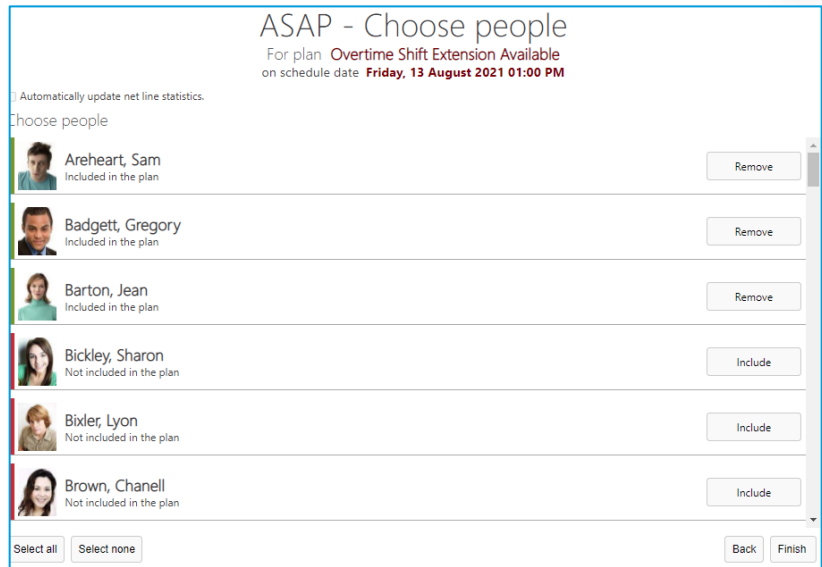 ASAP - Choose people
For plan Overtime Shift Extension Available
on schedule date Friday, 13 August 2021 01:00 PM
Automatically update net line statistics.
Choose people
Areheart, Sam
Included in the plan
Remove
Badgett, Gregory
Included in the plan
Remove
Barton, Jean
Included in the plan
Remove
Bickley, Sharon
Not included in the plan
Include
Bixler, Lyon
Not included in the plan
Include
Brown, Chanell
Not included in the plan
Include
Select all Select none Back Finish